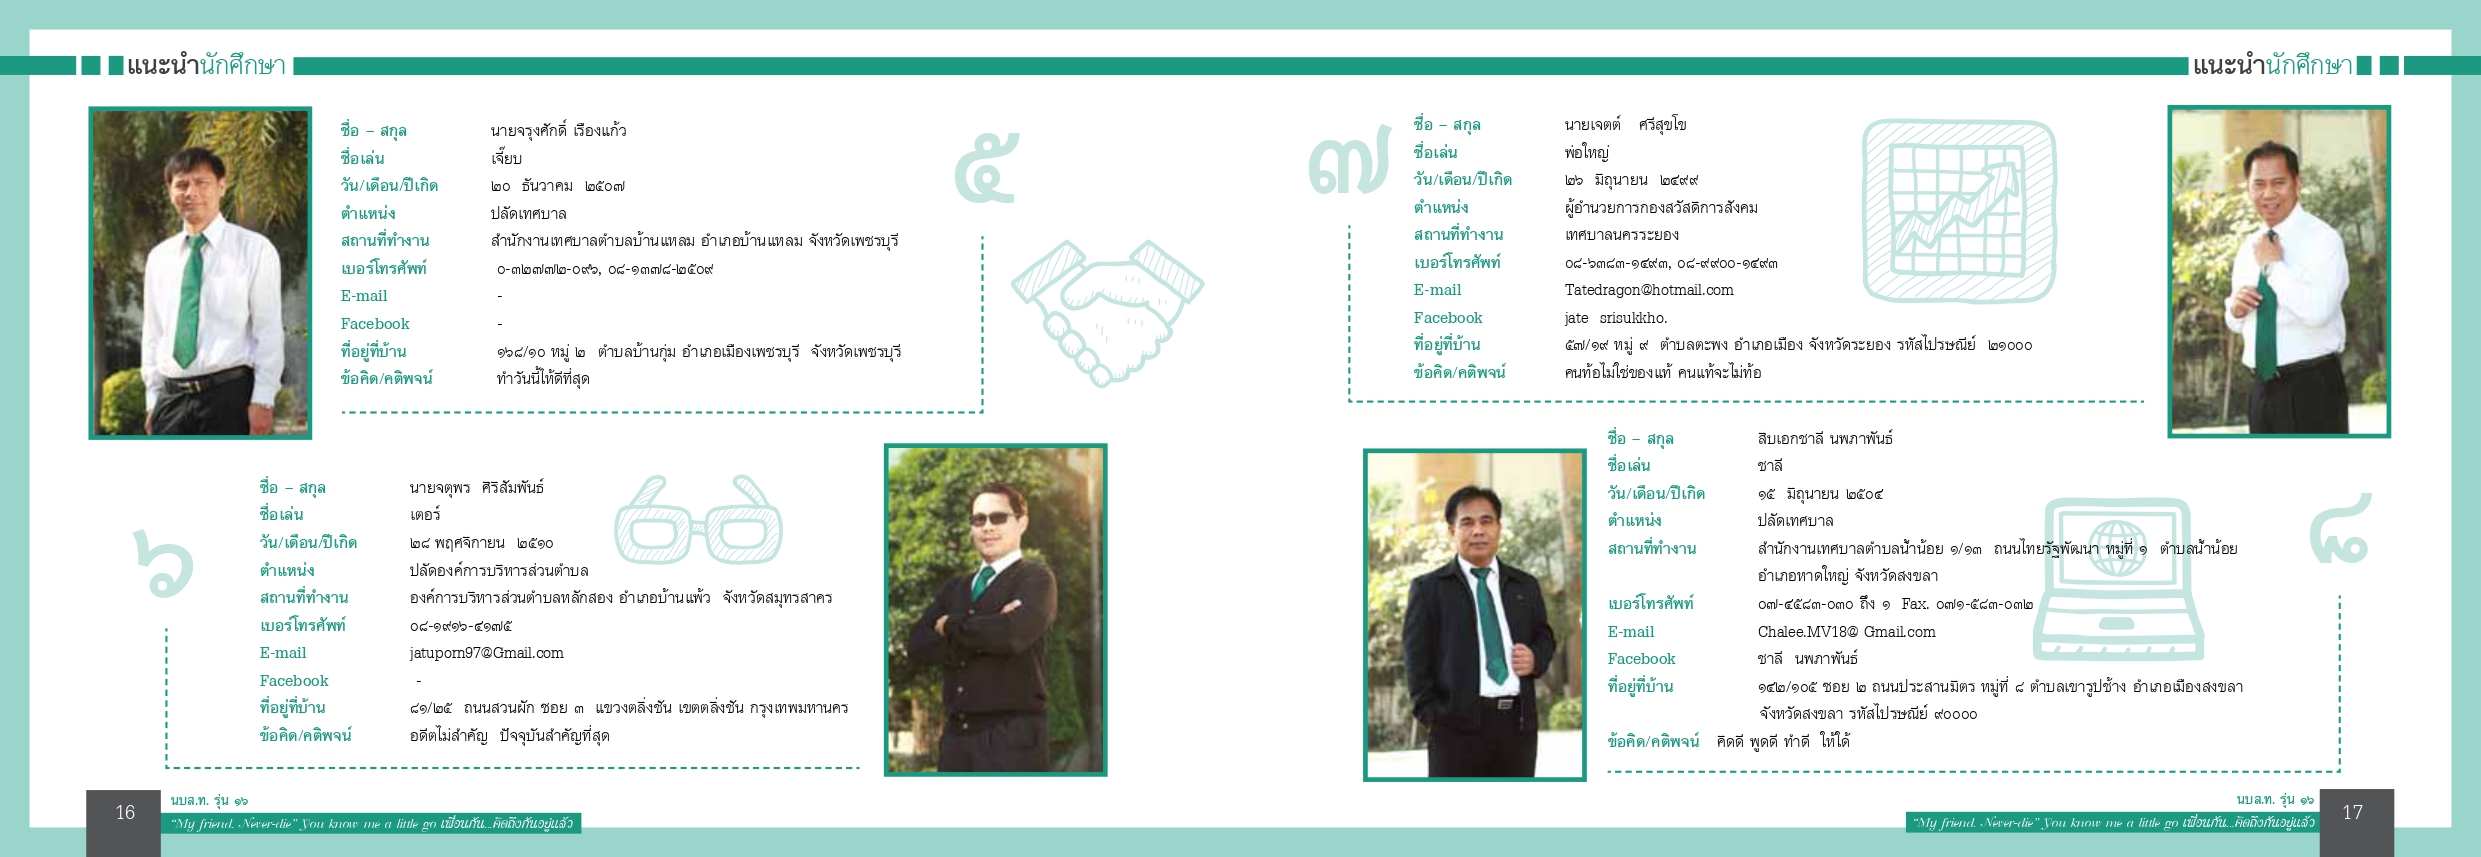 แนะนำนักศึกษา
ชื่อ – สกุล นายจรุงศักดิ์ เรืองแก้ว
ชื่อเล่น เจี๊ยบ
วัน/เดือน/ปีเกิด ๒๐ ธันวาคม ๒๕๐๗
ตำแหน่ง ปลัดเทศบาล
สถานที่ทำงาน สำนักงานเทศบาลตำบลบ้านแหลม อำเภอบ้านแหลม จังหวัดเพชรบุรี
เบอร์โทรศัพท์ ๐-๓๒๗๗๒-๐๙๖, ๐๘-๑๓๗๘-๒๕๐๙
E-mail -
Facebook -
ที่อยู่ที่บ้าน ๑๖๘/๑๐ หมู่ ๒ ตำบลบ้านกุ่ม อำเภอเมืองเพชรบุรี จังหวัดเพชรบุรี
ข้อคิด/คติพจน์ ทำวันนี้ให้ดีที่สุด
๕
๖
ชื่อ – สกุล นายจตุพร ศิริสัมพันธ์
ชื่อเล่น เตอร์
วัน/เดือน/ปีเกิด ๒๘ พฤศจิกายน ๒๕๑๐
ตำแหน่ง ปลัดองค์การบริหารส่วนตำบล
สถานที่ทำงาน องค์การบริหารส่วนตำบลหลักสอง อำเภอบ้านแพ้ว จังหวัดสมุทรสาคร
เบอร์โทรศัพท์ ๐๘-๑๙๑๖-๔๑๗๕
E-mail jatuporn97@Gmail.com
Facebook -
ที่อยู่ที่บ้าน ๘๑/๒๕ ถนนสวนผัก ซอย ๓ แขวงตลิ่งชัน เขตตลิ่งชัน กรุงเทพมหานคร
ข้อคิด/คติพจน์ อดีตไม่สำคัญ ปัจจุบันสำคัญที่สุด
16
นบส.ท. รุ่น ๑๖
“My friend. Never-die” You know me a little go เพื่อนกัน...คิดถึงกันอยู่แล้ว
แนะนำนักศึกษา
๗
ชื่อ – สกุล นายเจตต์ ศรีสุขโข
ชื่อเล่น พ่อใหญ่
วัน/เดือน/ปีเกิด ๒๖ มิถุนายน ๒๔๙๙
ตำแหน่ง ผู้อำนวยการกองสวัสดิการสังคม
สถานที่ทำงาน เทศบาลนครระยอง
เบอร์โทรศัพท์ ๐๘-๖๓๘๓-๑๔๙๓, ๐๘-๙๙๐๐-๑๔๙๓
E-mail Tatedragon@hotmail.com
Facebook jate srisukkho.
ที่อยู่ที่บ้าน ๕๗/๑๙ หมู่ ๙ ตำบลตะพง อำเภอเมือง จังหวัดระยอง รหัสไปรษณีย์ ๒๑๐๐๐
ข้อคิด/คติพจน์ คนท้อไม่ใช่ของแท้ คนแท้จะไม่ท้อ
ชื่อ – สกุล สิบเอกชาลี นพภาพันธ์
ชื่อเล่น ชาลี
วัน/เดือน/ปีเกิด ๑๕ มิถุนายน ๒๕๐๔
ตำแหน่ง ปลัดเทศบาล
สถานที่ทำงาน สำนักงานเทศบาลตำบลน้ำน้อย ๑/๑๓ ถนนไทยรัฐพัฒนา หมู่ที่ ๑ ตำบลน้ำน้อย
อำเภอหาดใหญ่ จังหวัดสงขลา
เบอร์โทรศัพท์ ๐๗-๔๕๘๓-๐๓๐ ถึง ๑ Fax. ๐๗๑-๕๘๓-๐๓๒
E-mail Chalee.MV18@ Gmail.com
Facebook ชาลี นพภาพันธ์
ที่อยู่ที่บ้าน ๑๔๒/๑๐๕ ซอย ๒ ถนนประสานมิตร หมู่ที่ ๘ ตำบลเขารูปช้าง อำเภอเมืองสงขลา
จังหวัดสงขลา รหัสไปรษณีย์ ๙๐๐๐๐
ข้อคิด/คติพจน์ คิดดี พูดดี ทำดี ให้ได้
๘
นบส.ท. รุ่น ๑๖
17
“My friend. Never-die” You know me a little go เพื่อนกัน...คิดถึงกันอยู่แล้ว